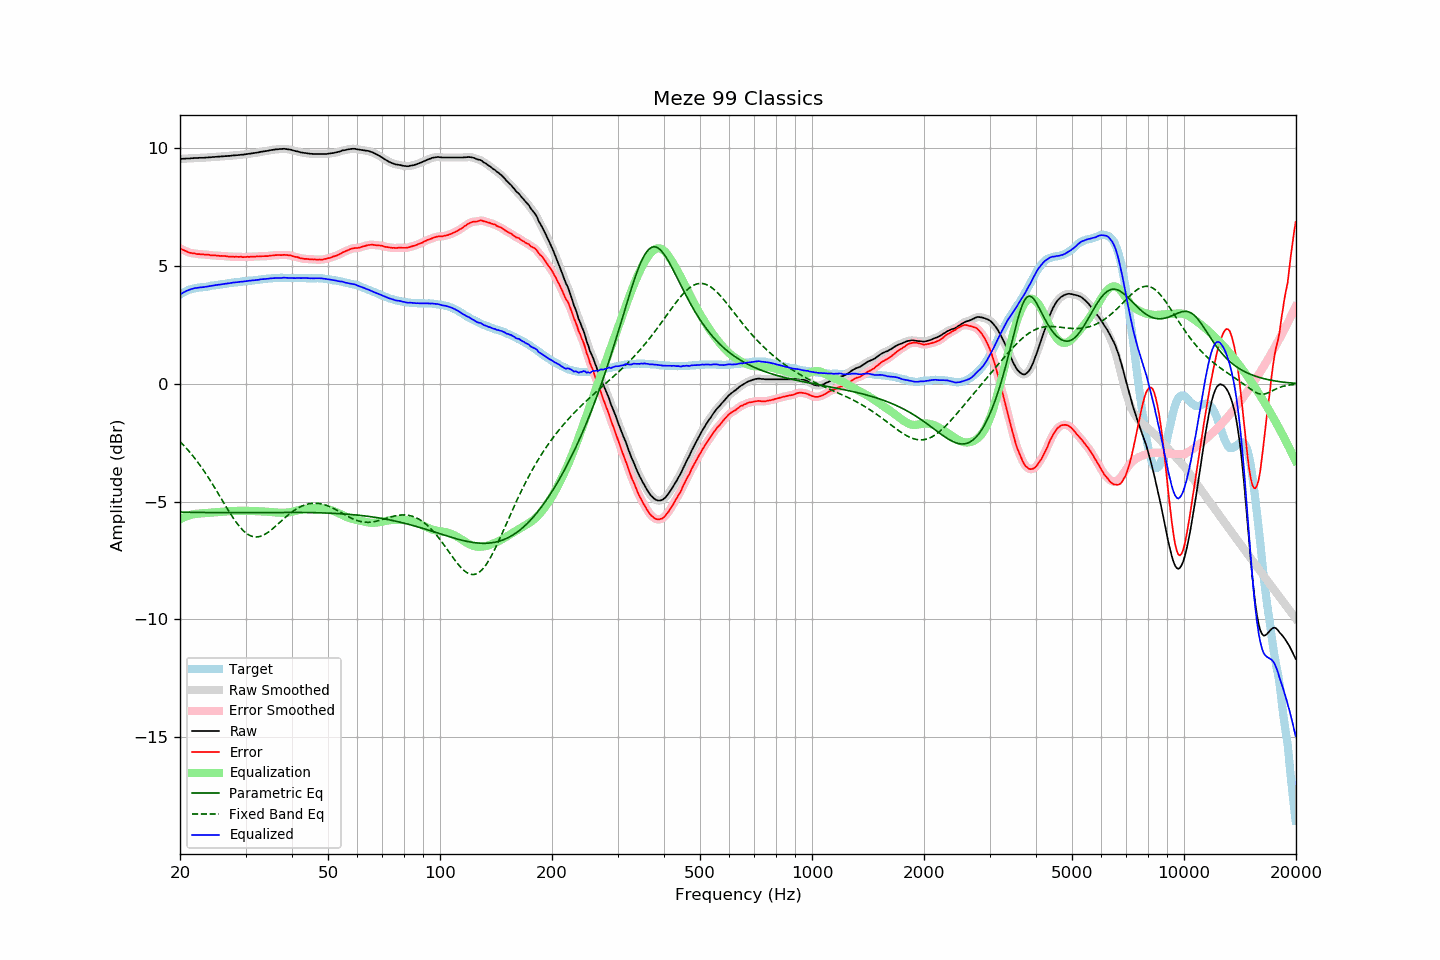 Meze 99 Classics
Amplitude (dBr)
10
5
0
−5
−10
−15
Target
Raw Smoothed
Error Smoothed
Raw
Error
Equalization
Parametric Eq
Fixed Band Eq
Equalized
20 50 100 200 500 1000 2000 5000 10000 20000
Frequency (Hz)